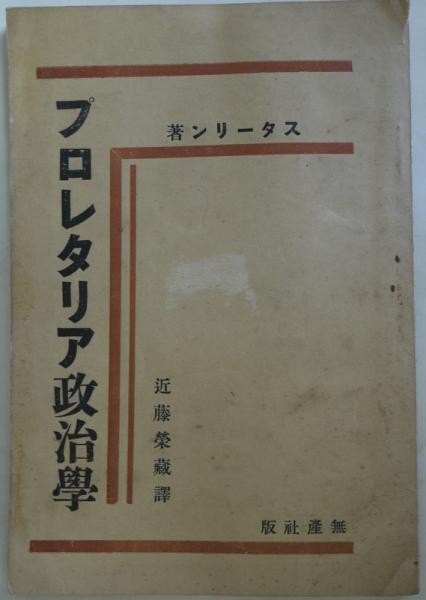 スターリン著
プロレタリア政治學
近藤榮藏譯
無產社版